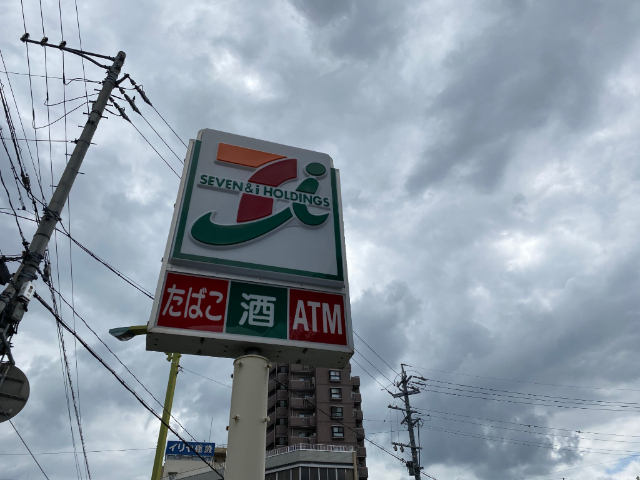 SEVEN&i HOLDINGS
たばこ 酒 ATM